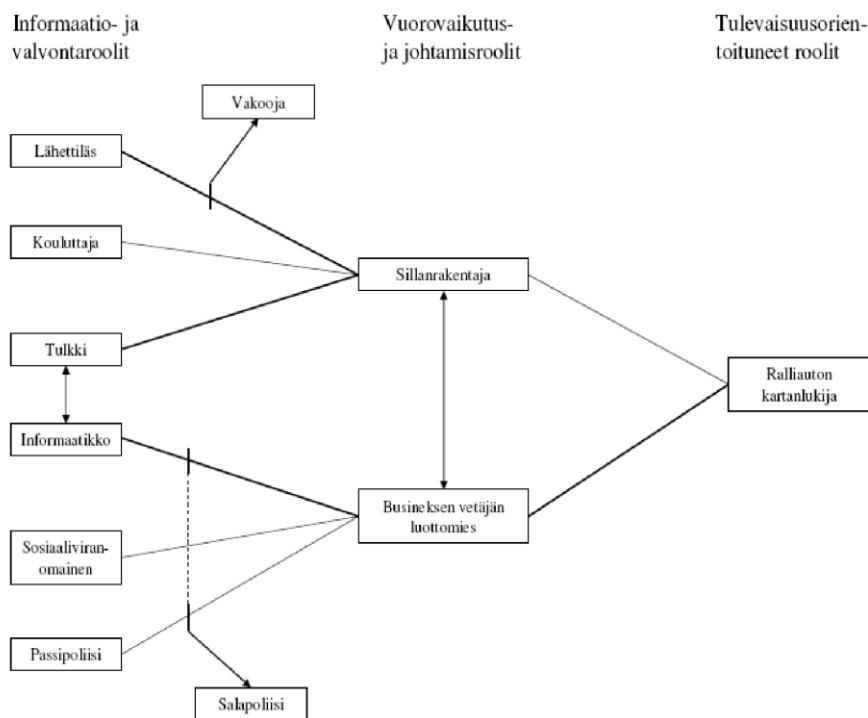 Informaatio- ja
valvontaroolit
Vuorovaikutus-
ja johtamisroolit
Tulevaisuusorien-
toituneet roolit
Vakooja
Lähettiläs
Kouluttaja
Sillanrakentaja
Tulkki
Ralliauton
kartanlukija
Informaatikko
Busineksen vetäjän
luottomies
Sosiaaliviran-
omainen
Passipoliisi
Salapoliisi